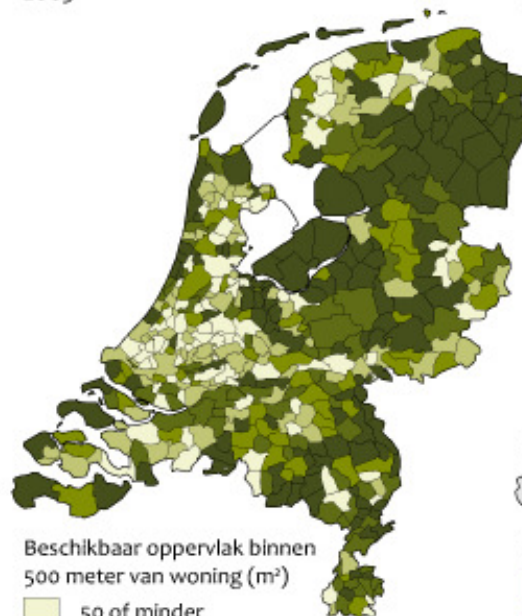 Beschikbaar oppervlak binnen
500 meter van woning (m²)
50 of minder